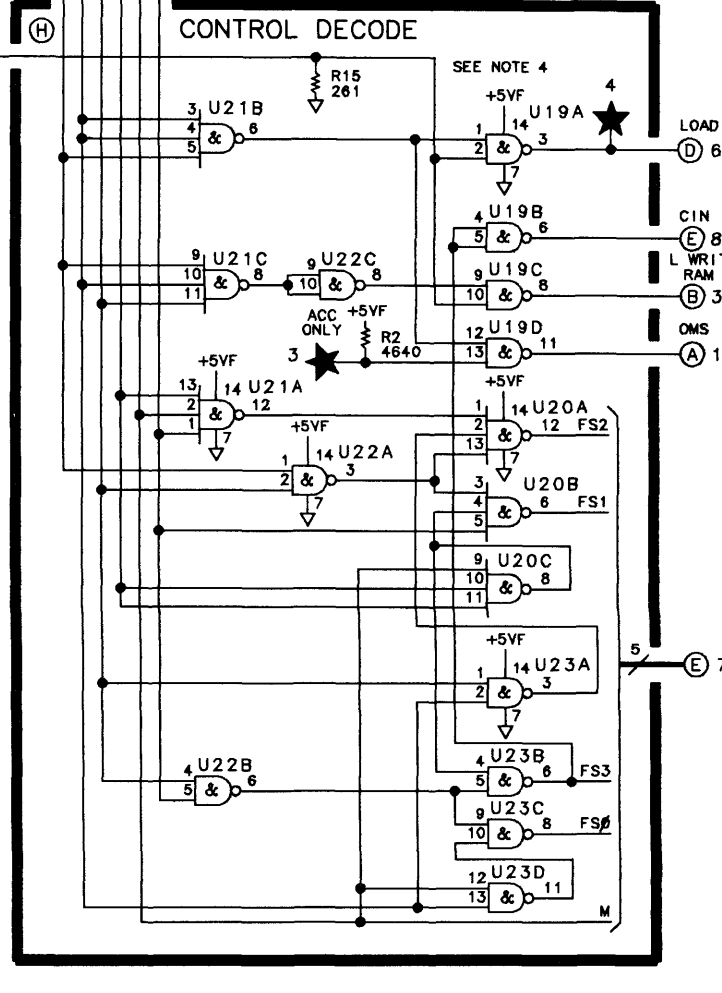 H CONTROL DECODE
SEE NOTE 4
R15
261
4
+5VF
U19A
14
U21B
3
4
5
&
6
1
2
&
3
7
LOAD
D 6
U19B
4
5
&
6
CIN
E 8
L WRIT
RAM
U21C
9
10
11
&
8
U22C
9
10
&
8
U19C
9
10
&
8
B 3
ACC
ONLY
+5VF
3
R2
4640
U19D
12
13
&
11
OMS
A 1
+5VF
14 U21A
13
2
1
&
12
7
+5VF
14 U20A
1
2
13
&
12
FS2
7
+5VF
14 U22A
1
2
&
3
7
U20B
3
4
5
&
6
FS1
U20C
9
10
11
&
8
+5VF
14 U23A
1
2
&
3
7
5
E 7
U22B
4
5
&
6
U23B
4
5
&
6
FS3
U23C
9
10
&
8
FSØ
U23D
12
13
&
11
M